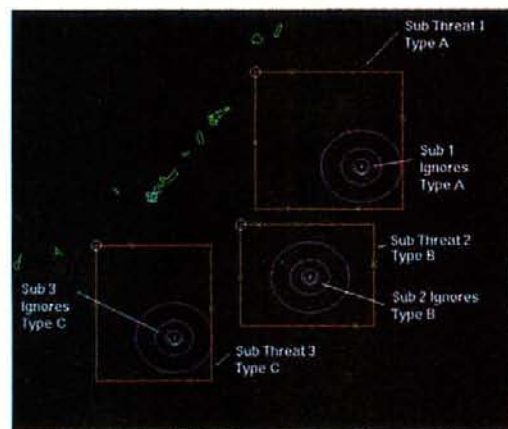 Sub Threat 1
Type A
Sub 1
Ignores
Type A
Sub Threat 2
Type B
Sub 2 Ignores
Type B
Sub 3
Ignores
Type C
Sub Threat 3
Type C